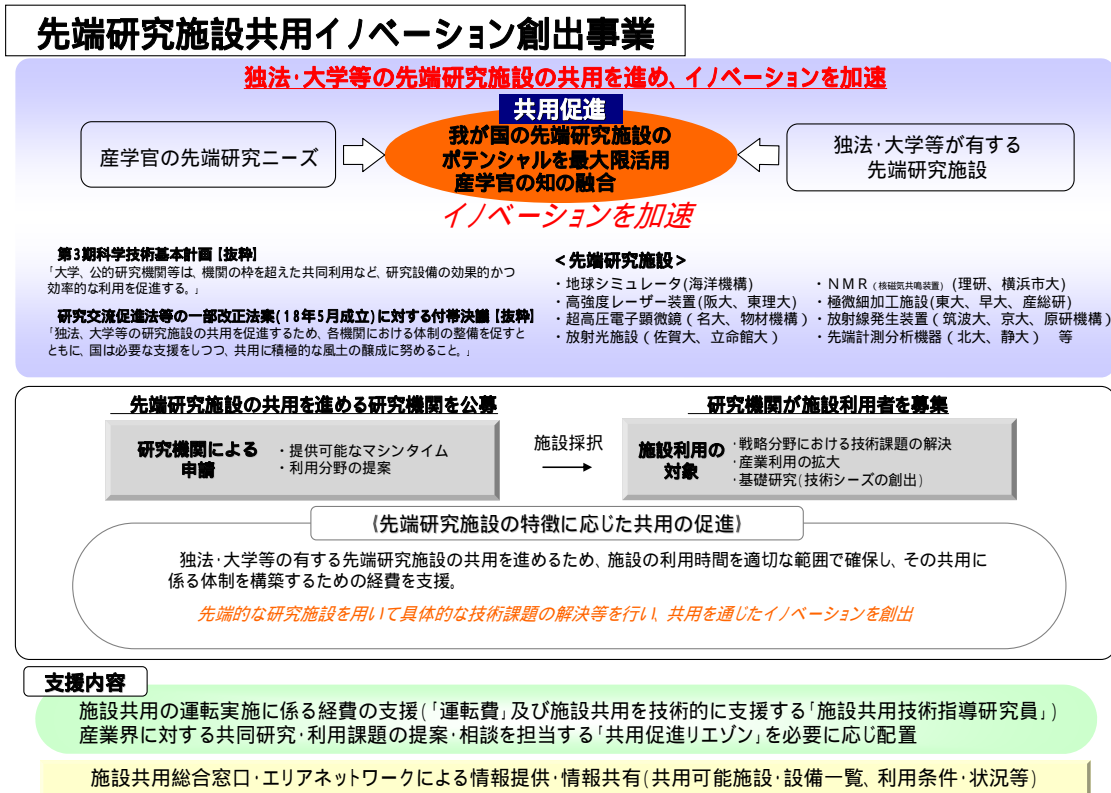 先端研究施設共用イノベーション創出事業
独法・大学等の先端研究施設の共用を進め、イノベーションを加速
共用促進
産学官の先端研究ニーズ
我が国の先端研究施設の
ポテンシャルを最大限活用
産学官の知の融合
独法・大学等が有する
先端研究施設
イノベーションを加速
第3期科学技術基本計画【抜粋】
「大学、公的研究機関等は、機関の枠を超えた共同利用など、研究設備の効果的かつ
効率的な利用を促進する。」
研究交流促進法等の一部改正法案(18年5月成立)に対する付帯決議【抜粋】
「独法、大学等の研究施設の共用を促進するため、各機関における体制の整備を促すと
ともに、国は必要な支援をしつつ、共用に積極的な風土の醸成に努めること。」
＜先端研究施設＞
・地球シミュレータ(海洋機構)
・高強度レーザー装置(阪大、東理大)
・超高圧電子顕微鏡(名大、物材機構)
・放射光施設(佐賀大、立命館大)
・NMR(核磁気共鳴装置)(理研、横浜市大)
・極微細加工施設(東大、早大、産総研)
・放射線発生装置(筑波大、京大、原研機構)
・先端計測分析機器(北大、静大)　等
先端研究施設の共用を進める研究機関を公募
研究機関による
申請
・提供可能なマシンタイム
・利用分野の提案
施設採択
研究機関が施設利用者を募集
施設利用の
対象
・戦略分野における技術課題の解決
・産業利用の拡大
・基礎研究(技術シーズの創出)
《先端研究施設の特徴に応じた共用の促進》
独法・大学等の有する先端研究施設の共用を進めるため、施設の利用時間を適切な範囲で確保し、その共用に
係る体制を構築するための経費を支援。
先端的な研究施設を用いて具体的な技術課題の解決等を行い、共用を通じたイノベーションを創出
支援内容
施設共用の運転実施に係る経費の支援(「運転費」及び施設共用を技術的に支援する「施設共用技術指導研究員」)
産業界に対する共同研究・利用課題の提案・相談を担当する「共用促進リエゾン」を必要に応じ配置
施設共用総合窓口・エリアネットワークによる情報提供・情報共有(共用可能施設・設備一覧、利用条件・状況等)